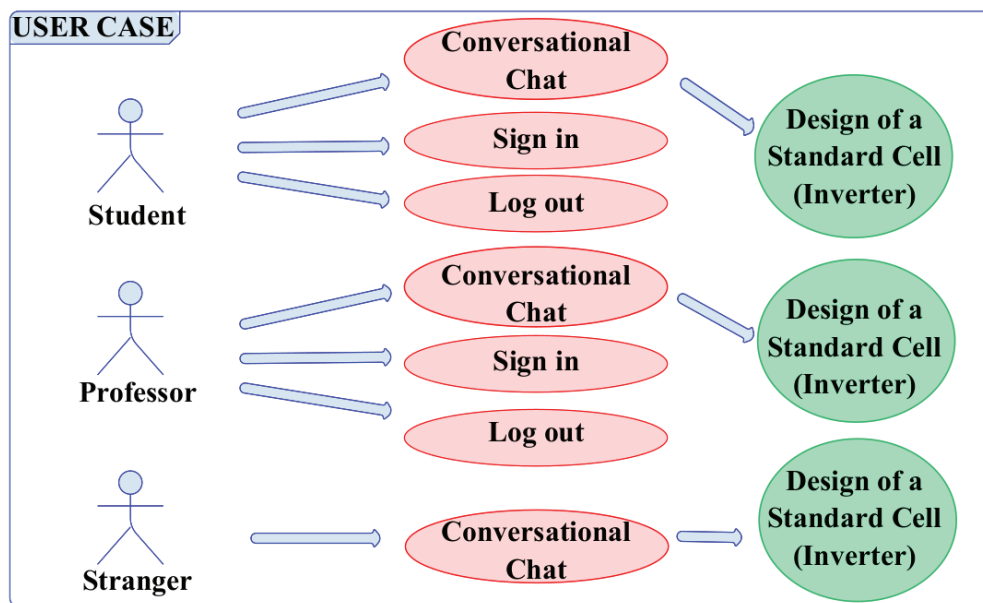 USER CASE
Conversational
Chat
Sign in
Log out
Student
Design of a
Standard Cell
(Inverter)
Conversational
Chat
Sign in
Log out
Professor
Design of a
Standard Cell
(Inverter)
Conversational
Chat
Stranger
Design of a
Standard Cell
(Inverter)